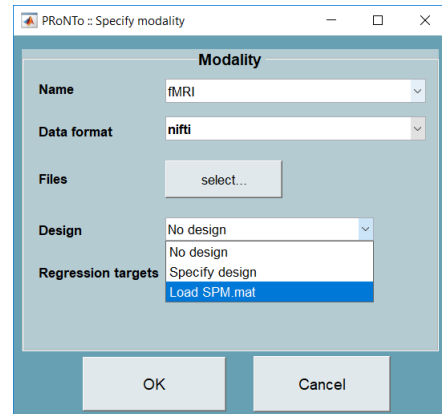 PRoNTo :: Specify modality
Modality
Name
fMRI
Data format
nifti
Files
select...
Design
No design
No design
Specify design
Regression targets
Load SPM.mat
OK
Cancel